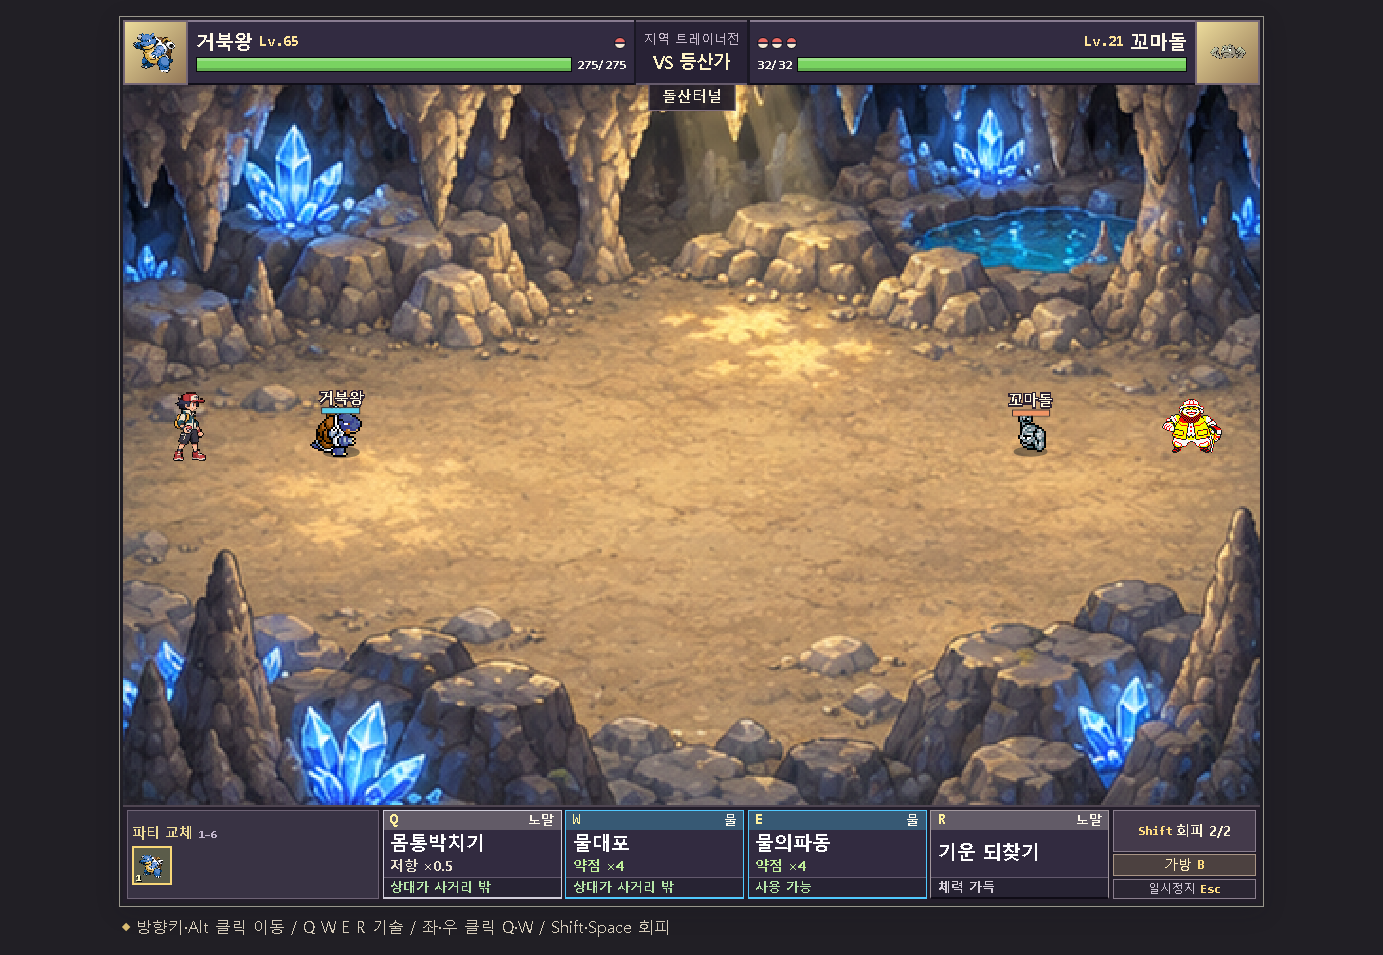 거북왕 Lv.65
275/275
지역 트레이너전
VS 등산가
Lv.21 꼬마돌
32/32
돌산터널
거북왕
꼬마돌
파티 교체 1-6
1
Q 노말
몸통박치기
저항 ×0.5
상대가 사거리 밖
W 물
물대포
약점 ×4
상대가 사거리 밖
E 물
물의파동
약점 ×4
사용 가능
R 노말
기운 되찾기
체력 가득
Shift 회피 2/2
가방 B
일시정지 Esc
◆ 방향키·Alt 클릭 이동 / Q W E R 기술 / 좌·우 클릭 Q·W / Shift·Space 회피